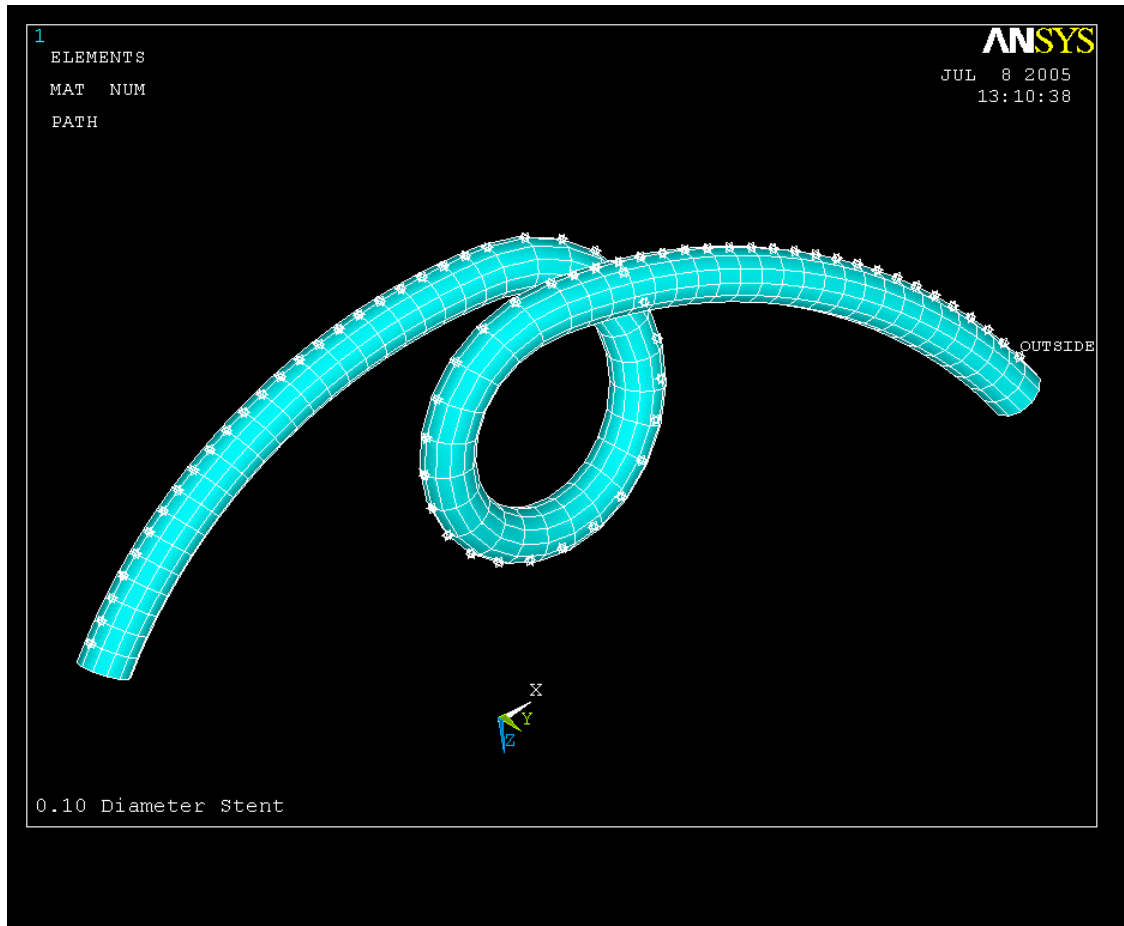 1
ELEMENTS
MAT NUM
PATH
ANSYS
JUL 8 2005
13:10:38
OUTSIDE
X
Y
Z
0.10 Diameter Stent